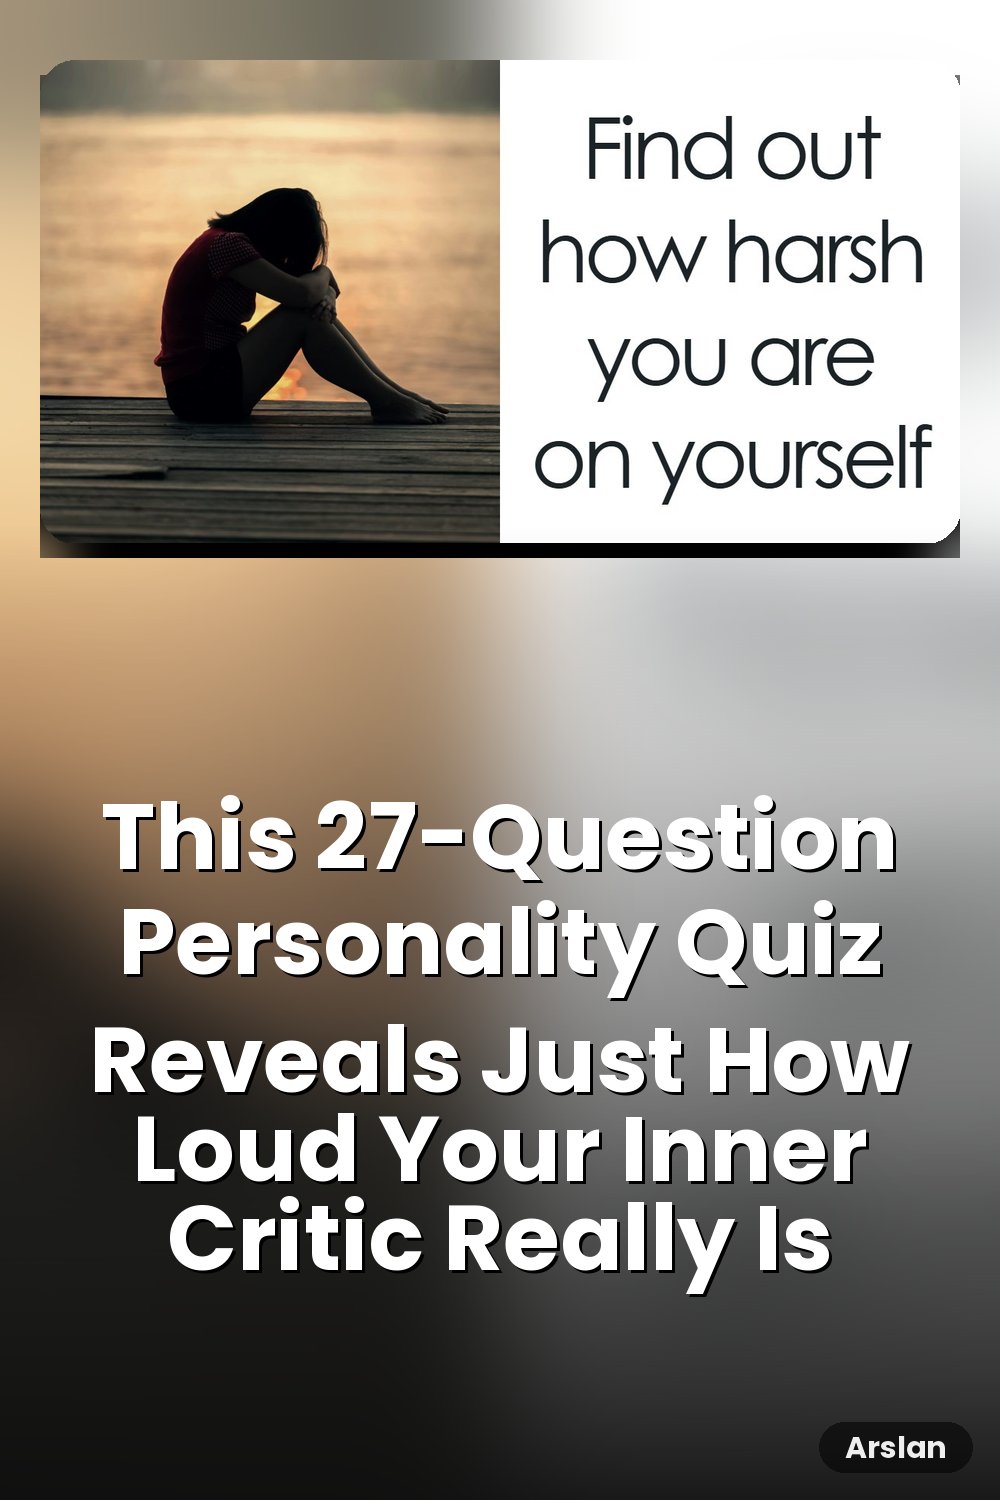 Find out
how harsh
you are
on yourself
This 27-Question
Personality Quiz
Reveals Just How
Loud Your Inner
Critic Really Is
Arslan